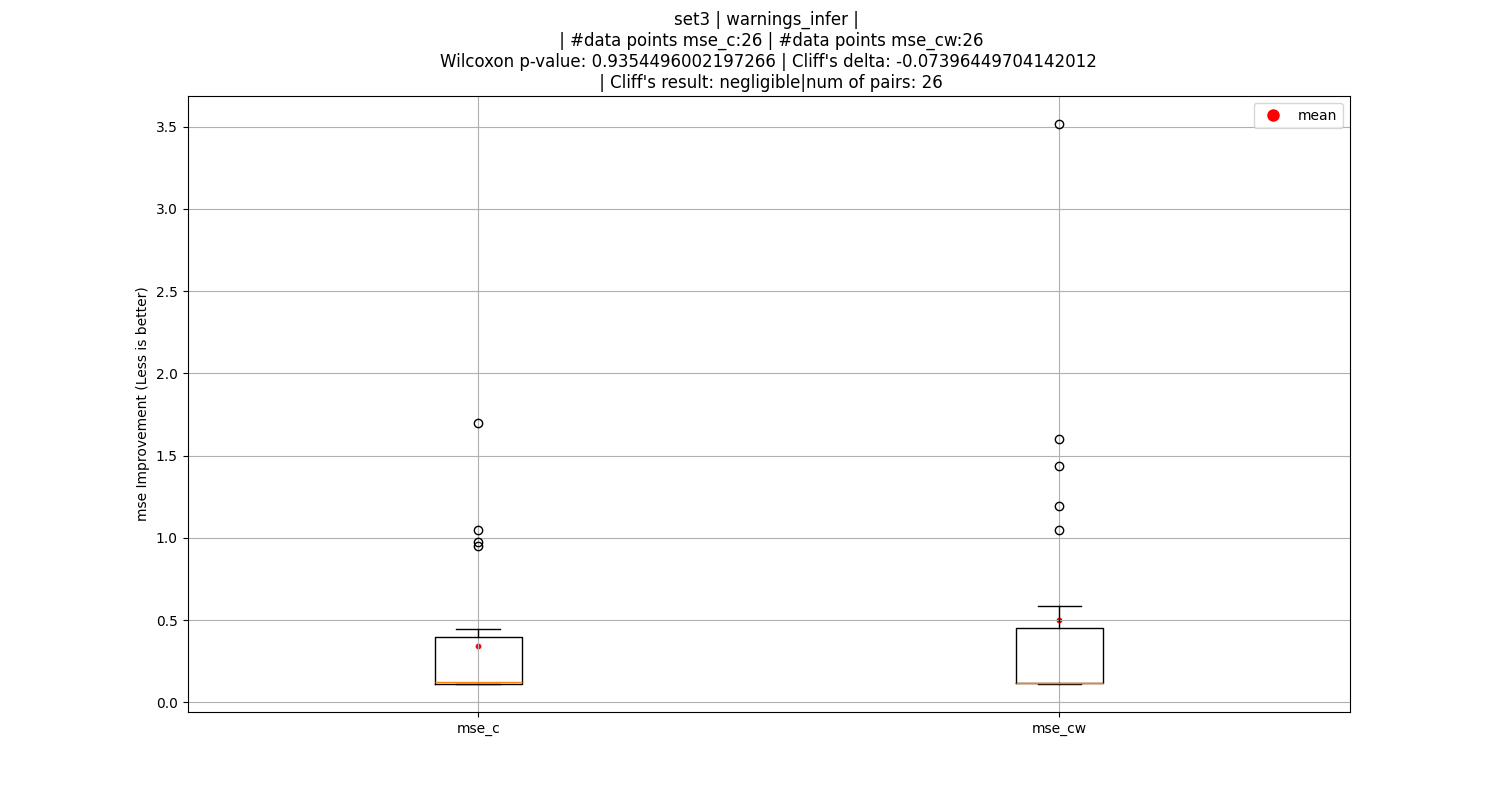 set3 | warnings_infer |
| #data points mse_c:26 | #data points mse_cw:26
Wilcoxon p-value: 0.9354496002197266 | Cliff's delta: -0.07396449704142012
| Cliff's result: negligible|num of pairs: 26
mean
mse Improvement (Less is better)
3.5
3.0
2.5
2.0
1.5
1.0
0.5
0.0
mse_c
mse_cw